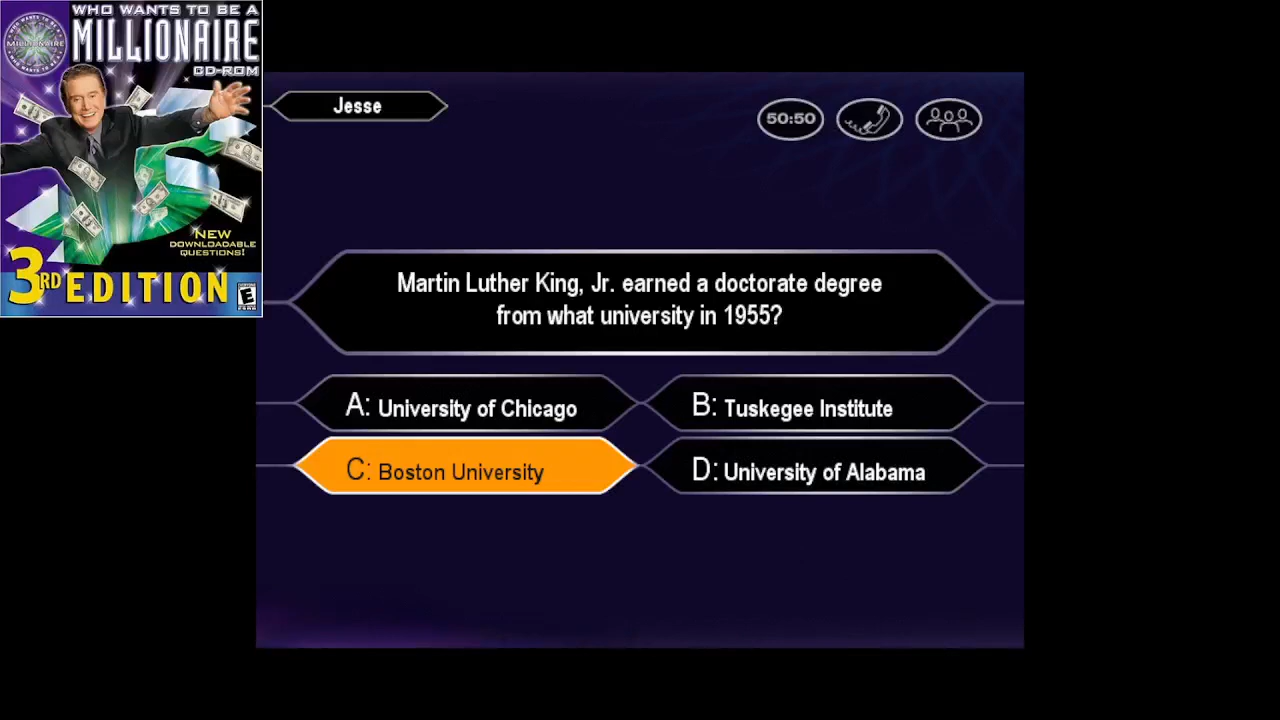 WHO WANTS TO BE A
MILLIONAIRE
CD-ROM
MILLIONAIRE
NEW
DOWNLOADABLE
QUESTIONS!
3RD EDITION
E
Jesse
50:50
Martin Luther King, Jr. earned a doctorate degree
from what university in 1955?
A: University of Chicago
B: Tuskegee Institute
C: Boston University
D: University of Alabama